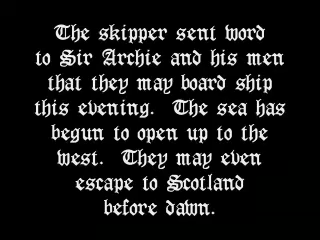 The skipper sent word
to Sir Archie and his men
that they may board ship
this evening.  The sea has
begun to open up to the
west.  They may even
escape to Scotland
before dawn.